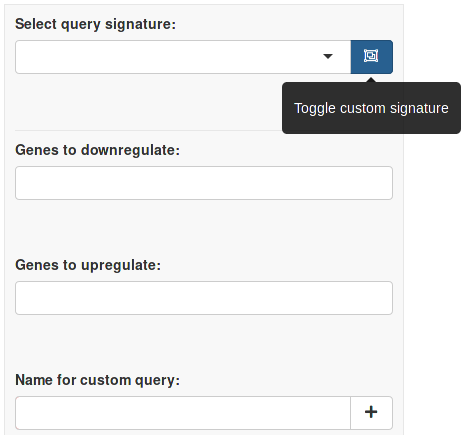 Select query signature:
Toggle custom signature
Genes to downregulate:
Genes to upregulate:
Name for custom query: